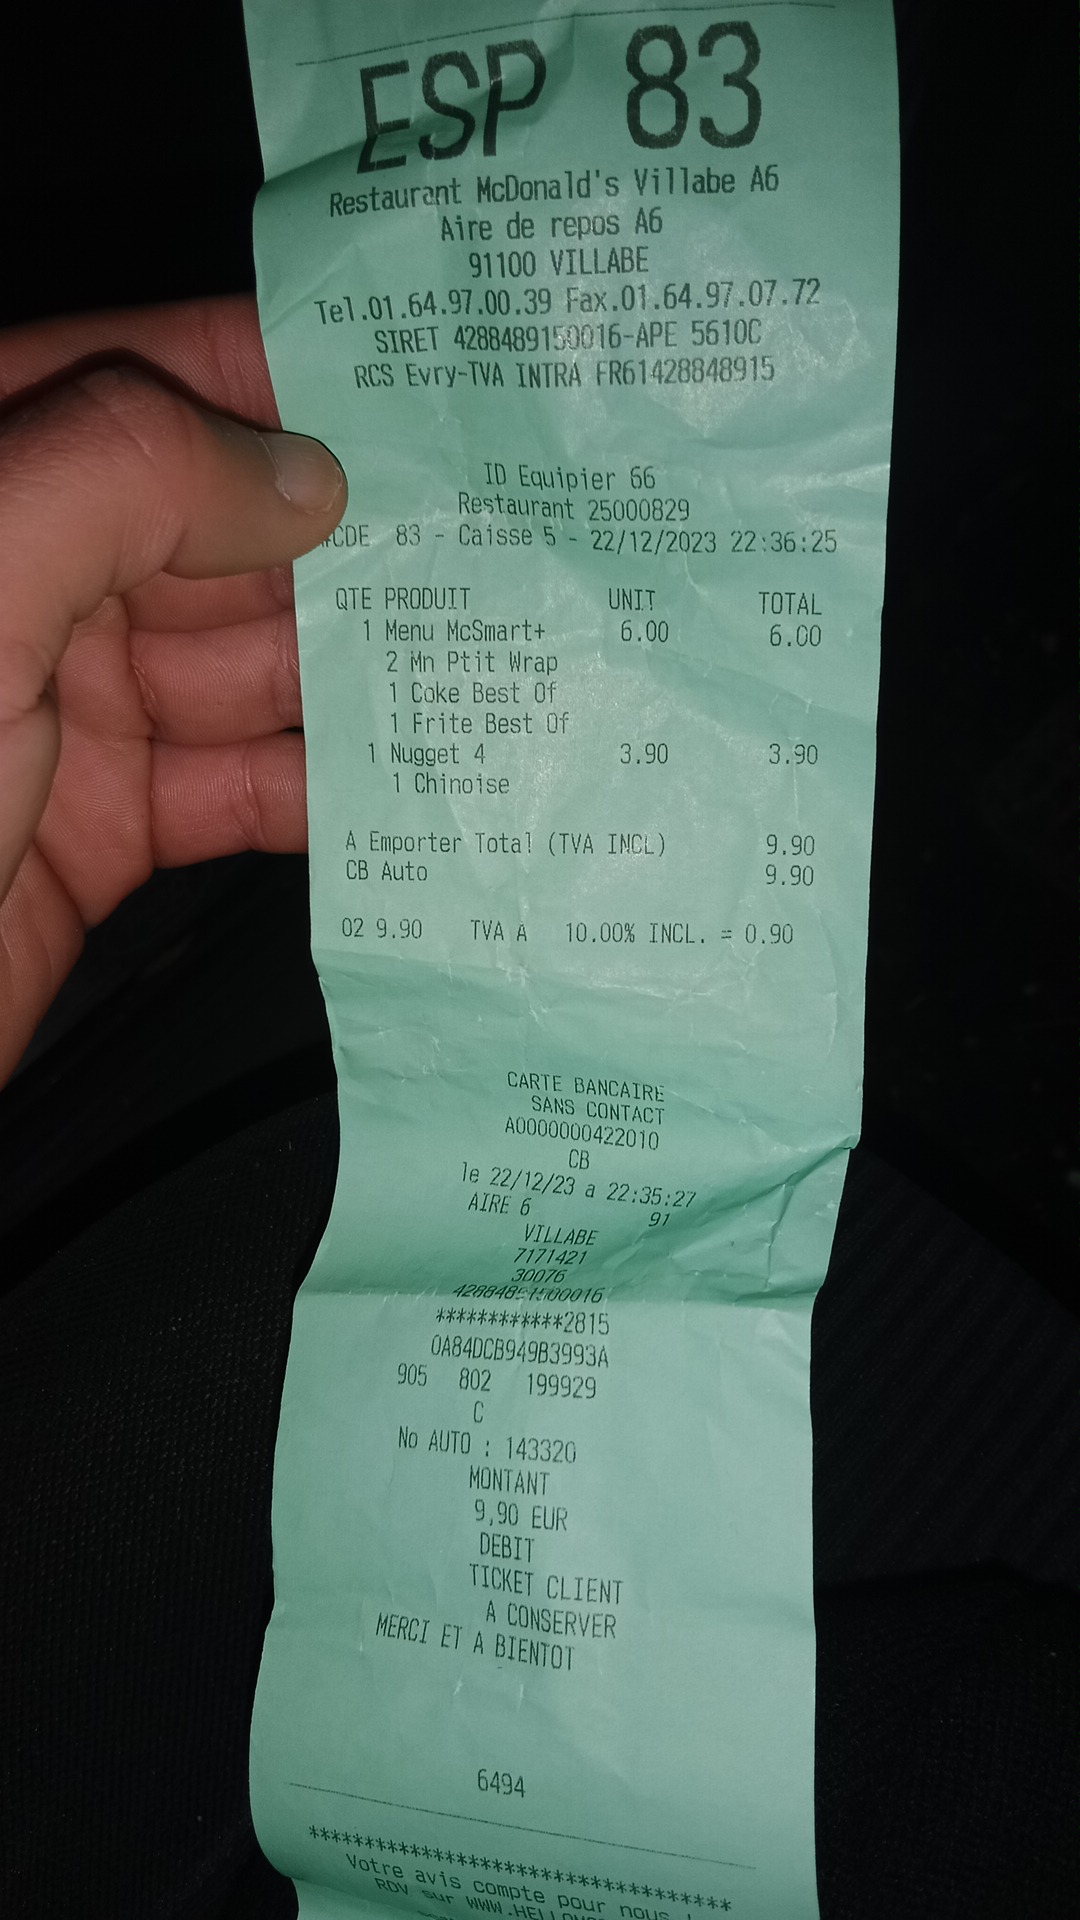 ESP 83
Restaurant McDonald's Villabe A6
Aire de repos A6
91100 VILLABE
Tel.01.64.97.00.39 Fax.01.64.97.07.72
SIRET 4288489150016-APE 5610C
RCS Evry-TVA INTRA FR61428848915
ID Equipier 66
Restaurant 25000829
#CDE 83 - Caisse 5 - 22/12/2023 22:36:25
QTE PRODUIT UNIT TOTAL
1 Menu McSmart+ 6.00 6.00
2 Mn Ptit Wrap
1 Coke Best Of
1 Frite Best Of
1 Nugget 4 3.90 3.90
1 Chinoise
A Emporter Total (TVA INCL) 9.90
CB Auto 9.90
02 9.90 TVA A 10.00% INCL. = 0.90
CARTE BANCAIRE
SANS CONTACT
A0000000422010
CB
le 22/12/23 a 22:35:27
AIRE 6 91
VILLABE
7171421
30076
************2815
0A84DCB949B3993A
905 802 199929
C
No AUTO : 143320
MONTANT
9,90 EUR
DEBIT
TICKET CLIENT
A CONSERVER
MERCI ET A BIENTOT
6494
***********************************
Votre avis compte pour nous !
RDV sur